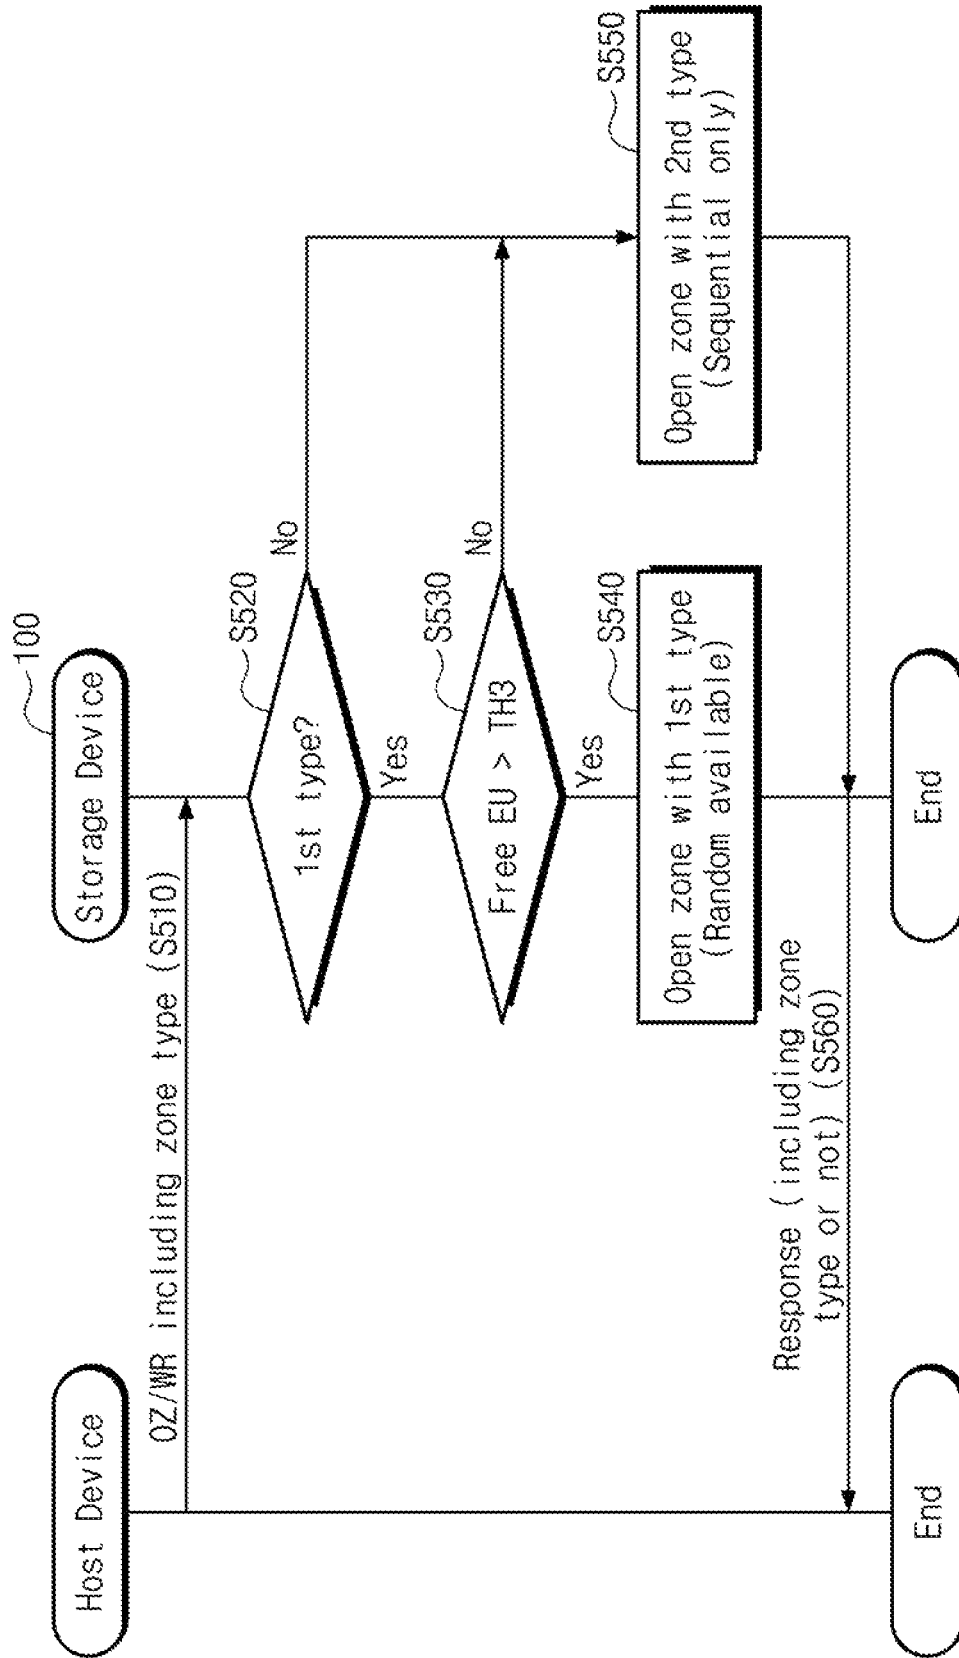 Host Device
Storage Device
100
OZ/WR including zone type (S510)
1st type?
S520
No
Yes
Free EU > TH3
S530
No
Yes
Open zone with 1st type
(Random available)
S540
Open zone with 2nd type
(Sequential only)
S550
Response (including zone
type or not) (S560)
End
End